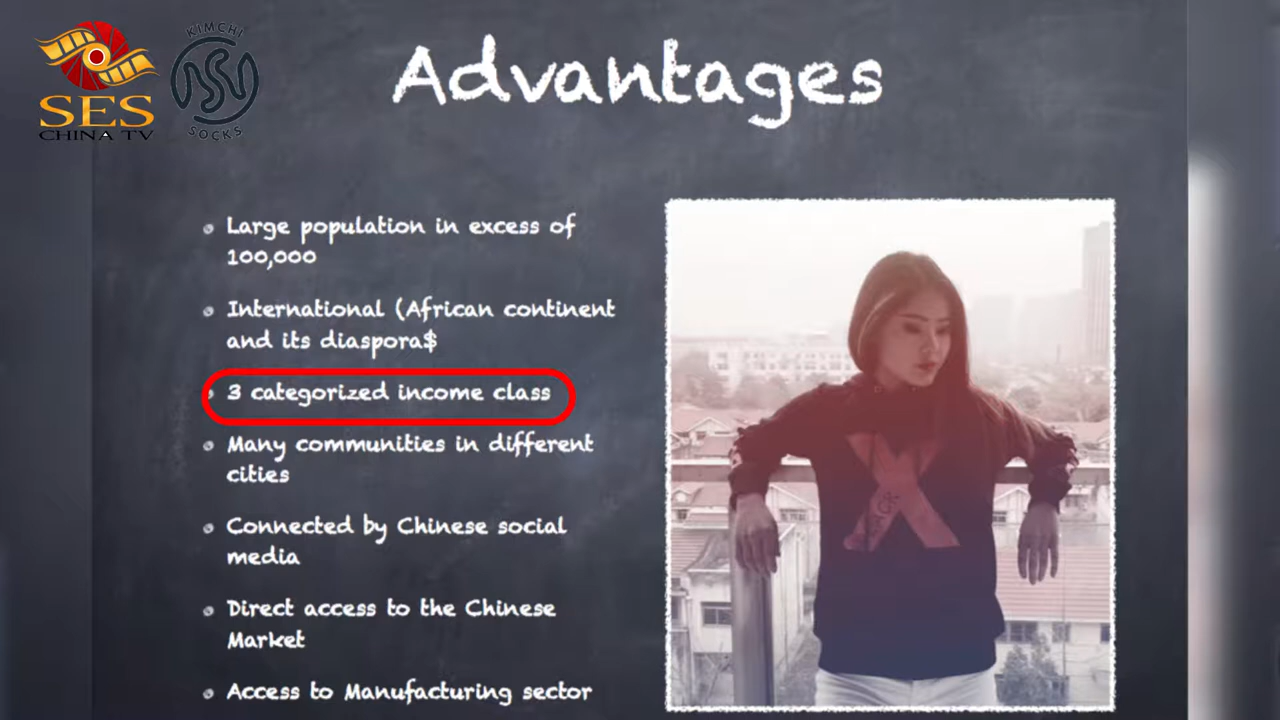 KIMCHI
SES
CHINA TV
SOCKS
Advantages
Large population in excess of
100,000
International (African continent
and its diaspora$
3 categorized income class
Many communities in different
cities
Connected by Chinese social
media
Direct access to the Chinese
Market
Access to Manufacturing sector